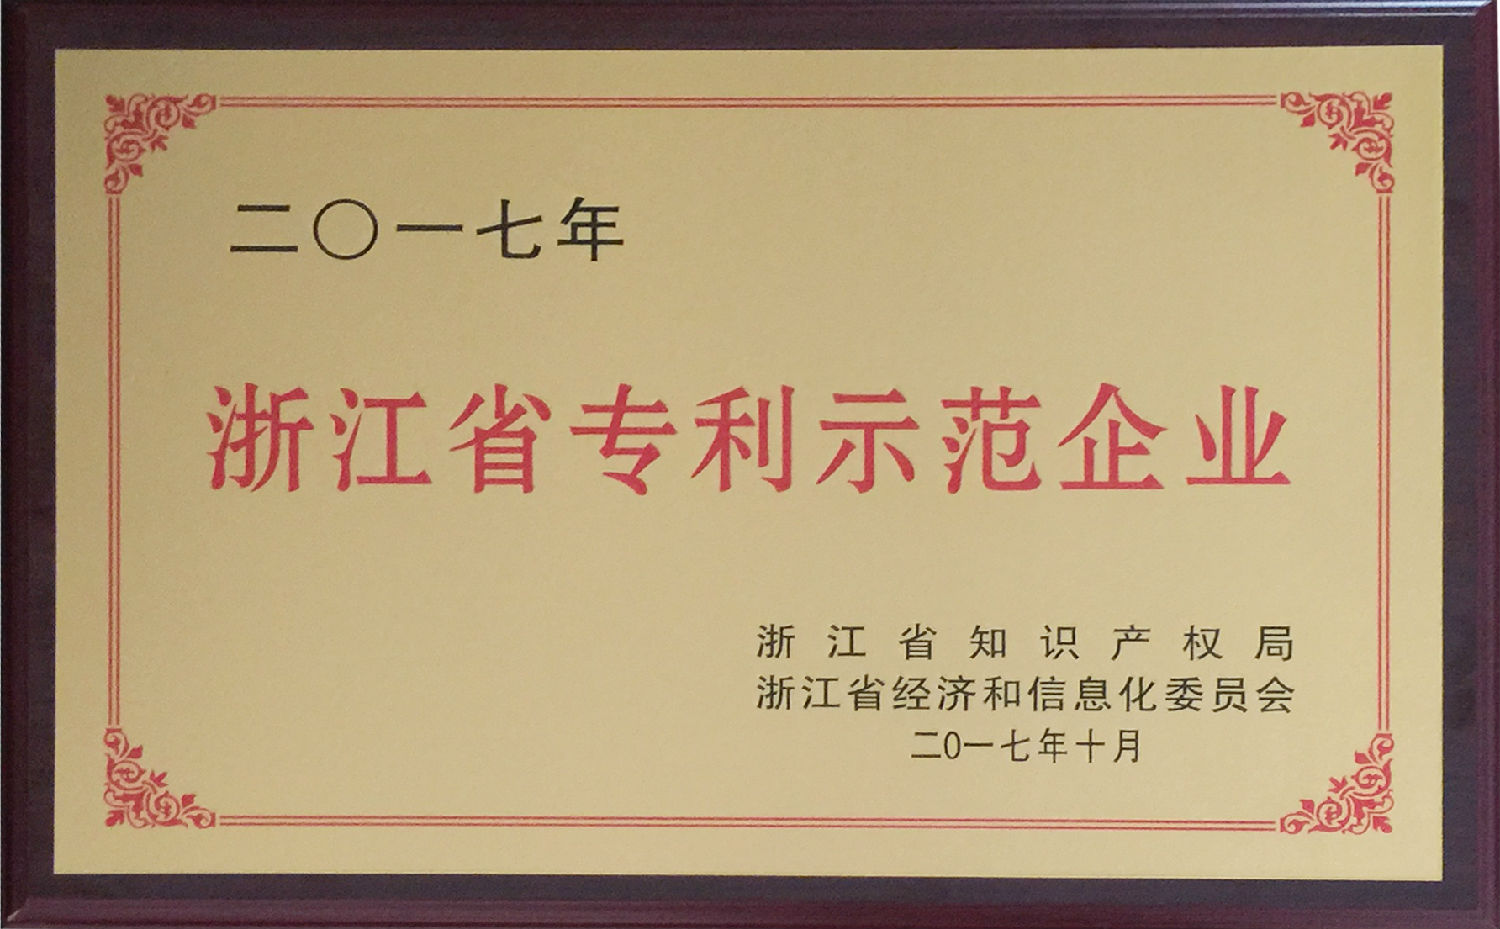 二〇一七年
浙江省专利示范企业
浙江省知识产权局
浙江省经济和信息化委员会
二0一七年十月